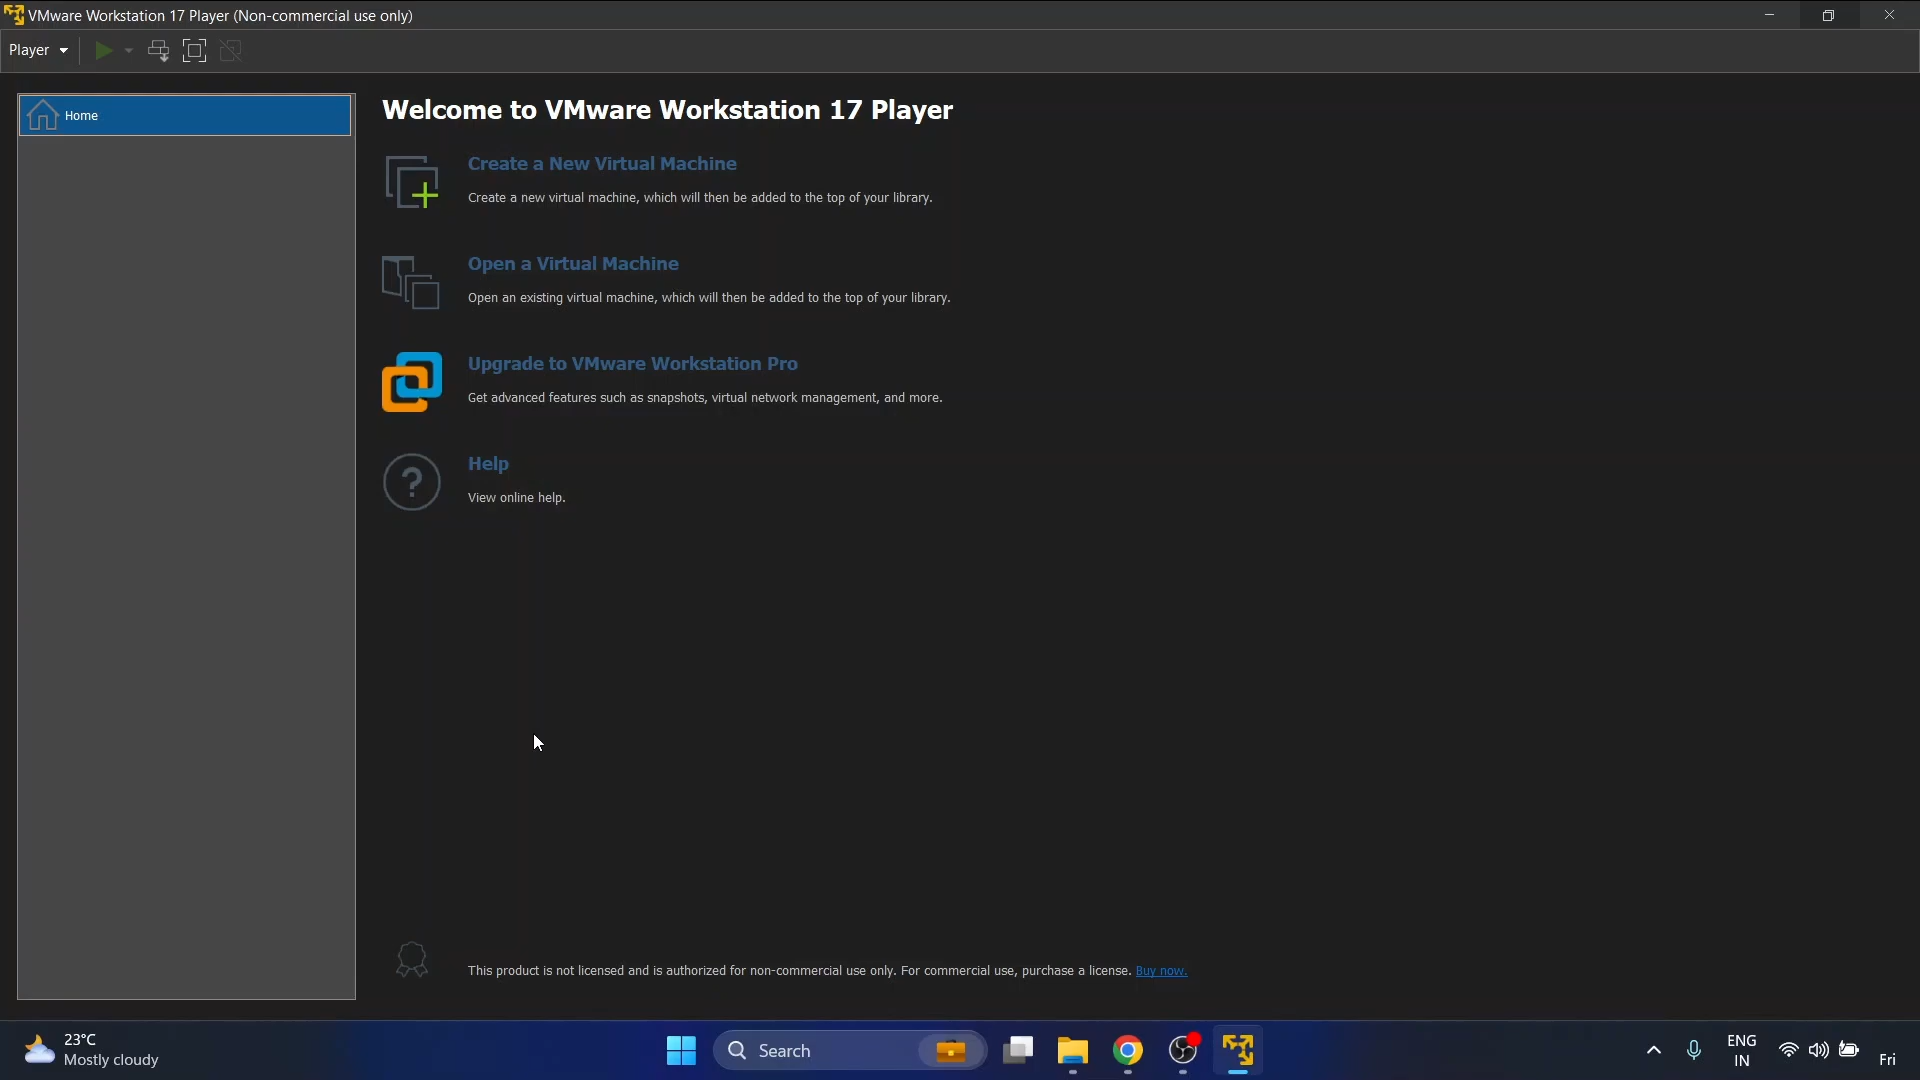 VMware Workstation 17 Player (Non-commercial use only)
Player
Home
Welcome to VMware Workstation 17 Player
Create a New Virtual Machine
Create a new virtual machine, which will then be added to the top of your library.
Open a Virtual Machine
Open an existing virtual machine, which will then be added to the top of your library.
Upgrade to VMware Workstation Pro
Get advanced features such as snapshots, virtual network management, and more.
?
Help
View online help.
This product is not licensed and is authorized for non-commercial use only. For commercial use, purchase a license. Buy now.
23°C
Mostly cloudy
Search
ENG
IN
Fri